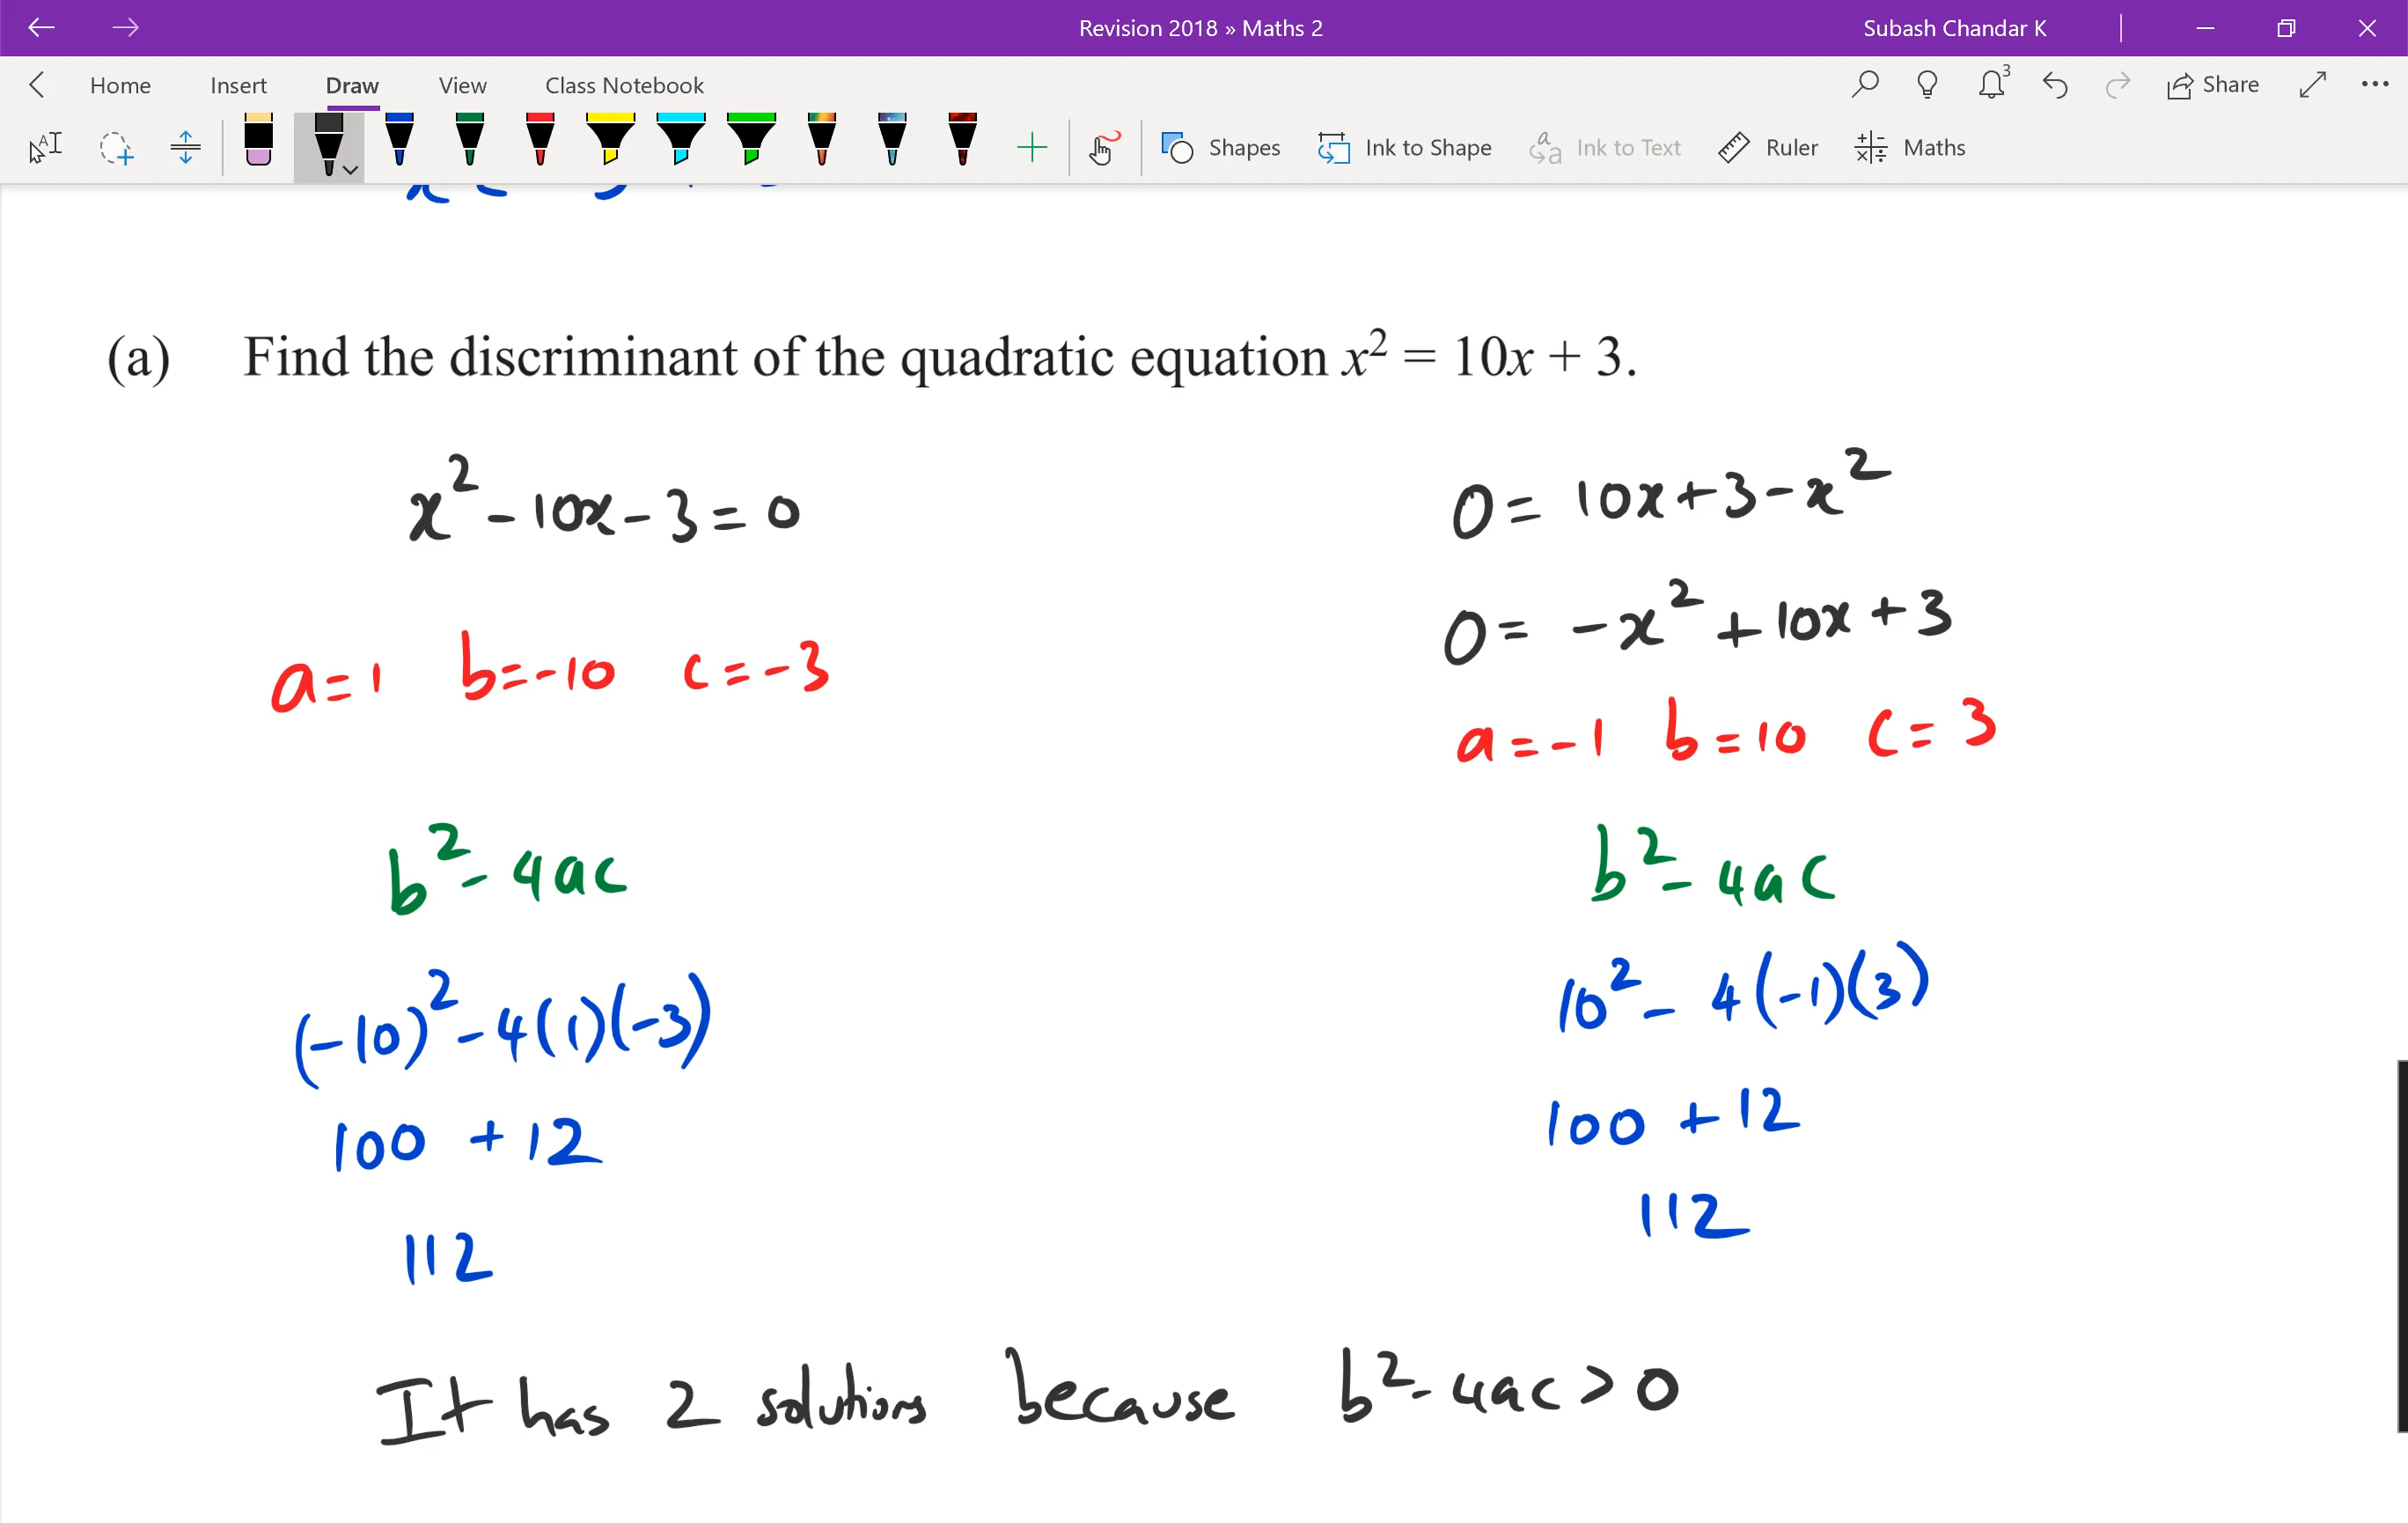 Revision 2018 » Maths 2
Subash Chandar K
Home Insert Draw View Class Notebook
3
Share
Shapes Ink to Shape Ink to Text Ruler Maths
(a) Find the discriminant of the quadratic equation x² = 10x + 3.
x² - 10x - 3 = 0
a = 1 b = -10 c = -3
b² - 4ac
(-10)² - 4(1)(-3)
100 + 12
112
0 = 10x + 3 - x²
0 = -x² + 10x + 3
a = -1 b = 10 c = 3
b² - 4ac
10² - 4(-1)(3)
100 + 12
112
It has 2 solutions because b² - 4ac > 0